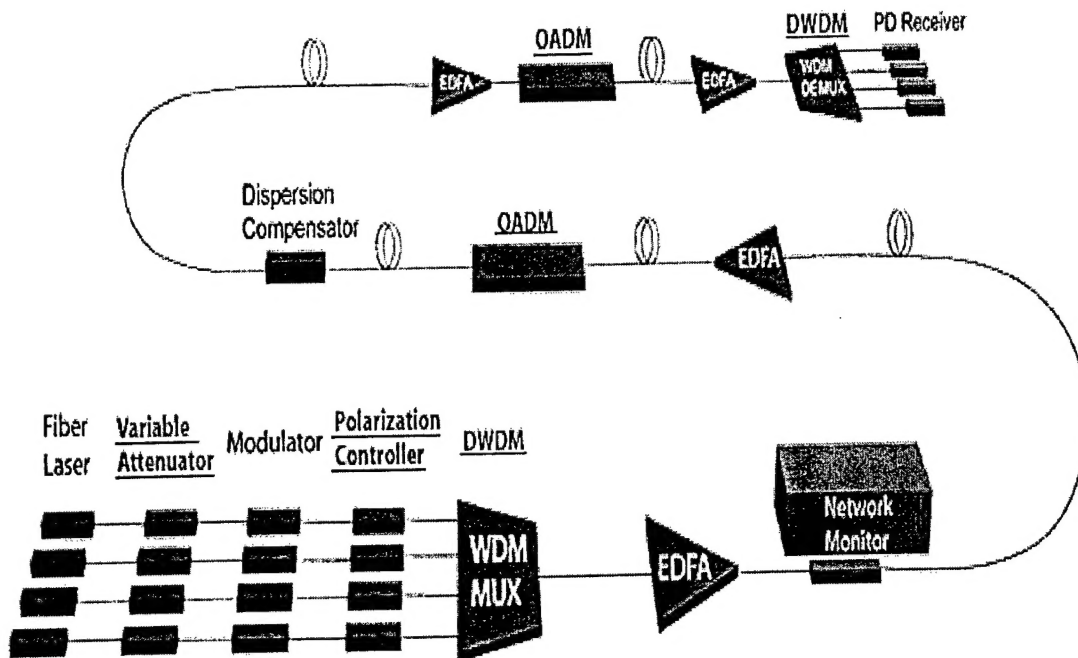 OADM
DWDM
PD Receiver
EDFA
EDFA
WDM
DEMUX
Dispersion
Compensator
OADM
EDFA
Fiber
Laser
Variable
Attenuator
Modulator
Polarization
Controller
DWDM
WDM
MUX
EDFA
Network
Monitor